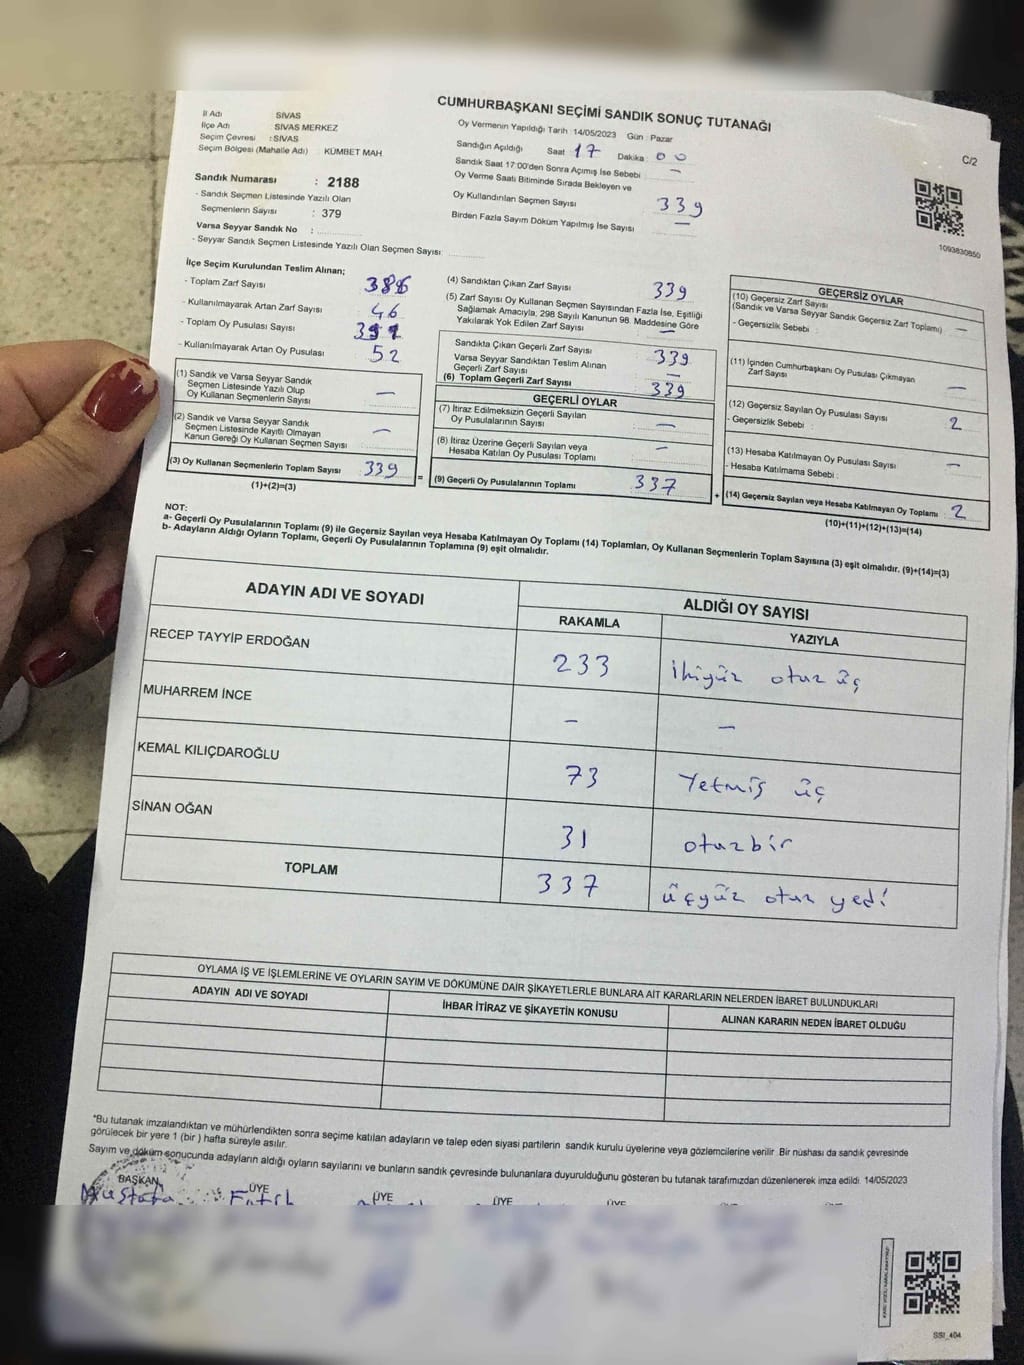 CUMHURBAŞKANI SEÇİMİ SANDIK SONUÇ TUTANAĞI
C/2
İl Adı SİVAS
İlçe Adı SİVAS MERKEZ
Seçim Çevresi : SİVAS
Seçim Bölgesi (Mahalle Adı) : KÜMBET MAH.
Sandık Numarası : 2188
- Sandık Seçmen Listesinde Yazılı Olan
Seçmenlerin Sayısı : 379
Varsa Seyyar Sandık No :
- Seyyar Sandık Seçmen Listesinde Yazılı Olan Seçmen Sayısı:
Oy Vermenin Yapıldığı Tarih : 14/05/2023 Gün : Pazar
Sandığın Açıldığı Saat : 17 Dakika : 00
Sandık Saat 17:00'den Sonra Açımış İse Sebebi : —
Oy Verme Saati Bitiminde Sırada Bekleyen ve
Oy Kullandırılan Seçmen Sayısı 339
Birden Fazla Sayım Döküm Yapılmış İse Sayısı —
1093830850
İlçe Seçim Kurulundan Teslim Alınan;
- Toplam Zarf Sayısı
- Kullanılmayarak Artan Zarf Sayısı : 46
- Toplam Oy Pusulası Sayısı
- Kullanılmayarak Artan Oy Pusulası : 52
(1) Sandık ve Varsa Seyyar Sandık
Seçmen Listesinde Yazılı Olup
Oy Kullanan Seçmenlerin Sayısı : —
(2) Sandık ve Varsa Seyyar Sandık
Seçmen Listesinde Kayıtlı Olmayan
Kanun Gereği Oy Kullanan Seçmen Sayısı : —
(3) Oy Kullanan Seçmenlerin Toplam Sayısı : 339
(1)+(2)=(3)
=
(4) Sandıktan Çıkan Zarf Sayısı 339
(5) Zarf Sayısı Oy Kullanan Seçmen Sayısından Fazla İse, Eşitliği
Sağlamak Amacıyla, 298 Sayılı Kanunun 98. Maddesine Göre
Yakılarak Yok Edilen Zarf Sayısı —
Sandıkta Çıkan Geçerli Zarf Sayısı 339
Varsa Seyyar Sandıktan Teslim Alınan
Geçerli Zarf Sayısı —
(6) Toplam Geçerli Zarf Sayısı 339
GEÇERLİ OYLAR
(7) İtiraz Edilmeksizin Geçerli Sayılan
Oy Pusulalarının Sayısı : —
(8) İtiraz Üzerine Geçerli Sayılan veya
Hesaba Katılan Oy Pusulası Toplamı : —
(9) Geçerli Oy Pusulalarının Toplamı : 337
+
GEÇERSİZ OYLAR
(10) Geçersiz Zarf Sayısı
(Sandık ve Varsa Seyyar Sandık Geçersiz Zarf Toplamı) : —
- Geçersizlik Sebebi :
(11) İçinden Cumhurbaşkanı Oy Pusulası Çıkmayan
Zarf Sayısı : —
(12) Geçersiz Sayılan Oy Pusulası Sayısı : 2
- Geçersizlik Sebebi :
(13) Hesaba Katılmayan Oy Pusulası Sayısı : —
- Hesaba Katılmama Sebebi :
(14) Geçersiz Sayılan veya Hesaba Katılmayan Oy Toplamı : 2
(10)+(11)+(12)+(13)=(14)
NOT:
a- Geçerli Oy Pusulalarının Toplamı (9) ile Geçersiz Sayılan veya Hesaba Katılmayan Oy Toplamı (14) Toplamları, Oy Kullanan Seçmenlerin Toplam Sayısına (3) eşit olmalıdır. (9)+(14)=(3)
b- Adayların Aldığı Oyların Toplamı, Geçerli Oy Pusulalarının Toplamına (9) eşit olmalıdır.
ADAYIN ADI VE SOYADI
ALDIĞI OY SAYISI
RAKAMLA YAZIYLA
RECEP TAYYİP ERDOĞAN 233 ikiyüz otuz üç
MUHARREM İNCE — —
KEMAL KILIÇDAROĞLU 73 Yetmiş üç
SİNAN OĞAN 31 otuzbir
TOPLAM 337 üçyüz otuz yedi
OYLAMA İŞ VE İŞLEMLERİNE VE OYLARIN SAYIM VE DÖKÜMÜNE DAİR ŞİKAYETLERLE BUNLARA AİT KARARLARIN NELERDEN İBARET BULUNDUKLARI
ADAYIN ADI VE SOYADI İHBAR İTİRAZ VE ŞİKAYETİN KONUSU ALINAN KARARIN NEDEN İBARET OLDUĞU
*Bu tutanak imzalandıktan ve mühürlendikten sonra seçime katılan adayların ve talep eden siyasi partilerin sandık kurulu üyelerine veya gözlemcilerine verilir Bir nüshası da sandık çevresinde
görülecek bir yere 1 (bir) hafta süreyle asılır.
Sayım ve döküm sonucunda adayların aldığı oyların sayılarını ve bunların sandık çevresinde bulunanlara duyurulduğunu gösteren bu tutanak tarafımızdan düzenlenerek imza edildi 14/05/2023
BAŞKAN ÜYE ÜYE ÜYE ÜYE
Mustafa Fatih
SSI_404